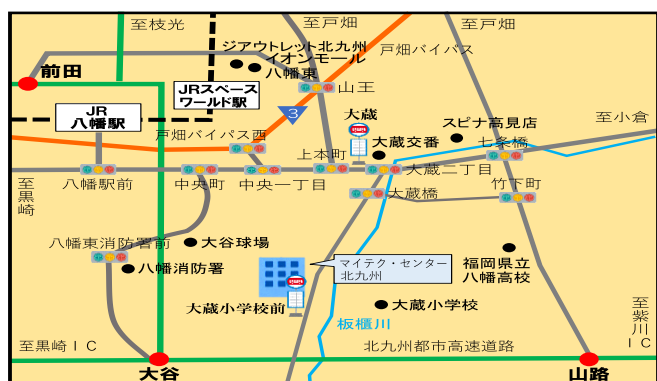 至枝光
至戸畑
至戸畑
ジアウトレット北九州
イオンモール
八幡東
戸畑バイパス
前田
JRスペース
ワールド駅
山王
JR
八幡駅
3
大蔵
スピナ高見店
至小倉
戸畑バイパス西
大蔵交番
七条橋
上本町
至黒崎
八幡駅前
中央町
中央一丁目
大蔵二丁目
竹下町
大蔵橋
八幡東消防署前
大谷球場
八幡消防署
マイテク・センター
北九州
福岡県立
八幡高校
大蔵小学校前
大蔵小学校
板櫃川
至紫川IC
至黒崎IC
北九州都市高速道路
大谷
山路